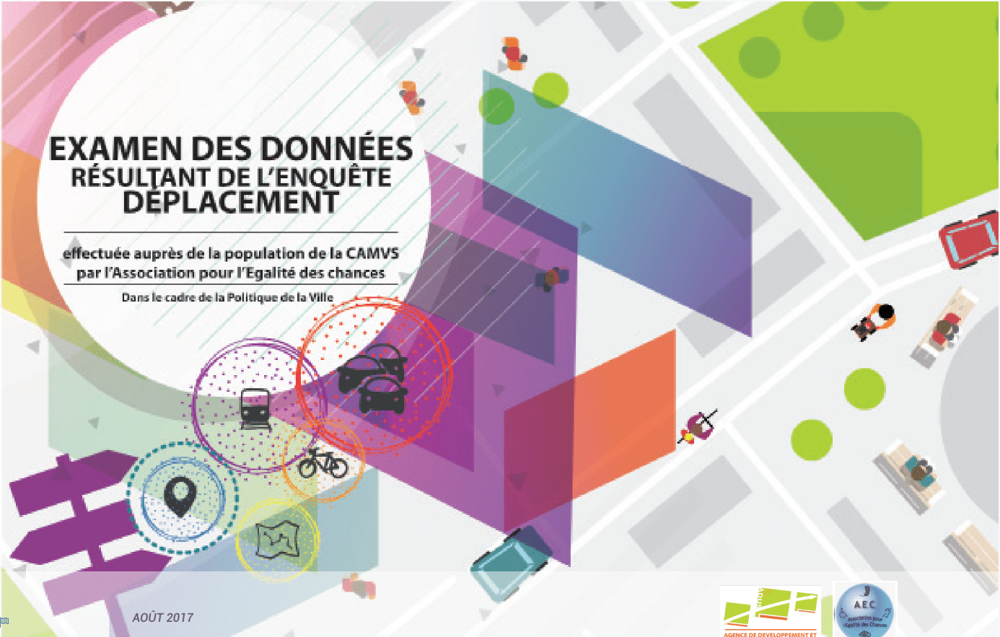 EXAMEN DES DONNÉES
RÉSULTANT DE L'ENQUÊTE
DÉPLACEMENT
effectuée auprès de la population de la CAMVS
par l'Association pour l'Egalité des chances
Dans le cadre de la Politique de la Ville
AOÛT 2017
ADUS
AGENCE DE DEVELOPPEMENT ET
A.E.C
Association pour
l'Egalité des Chances